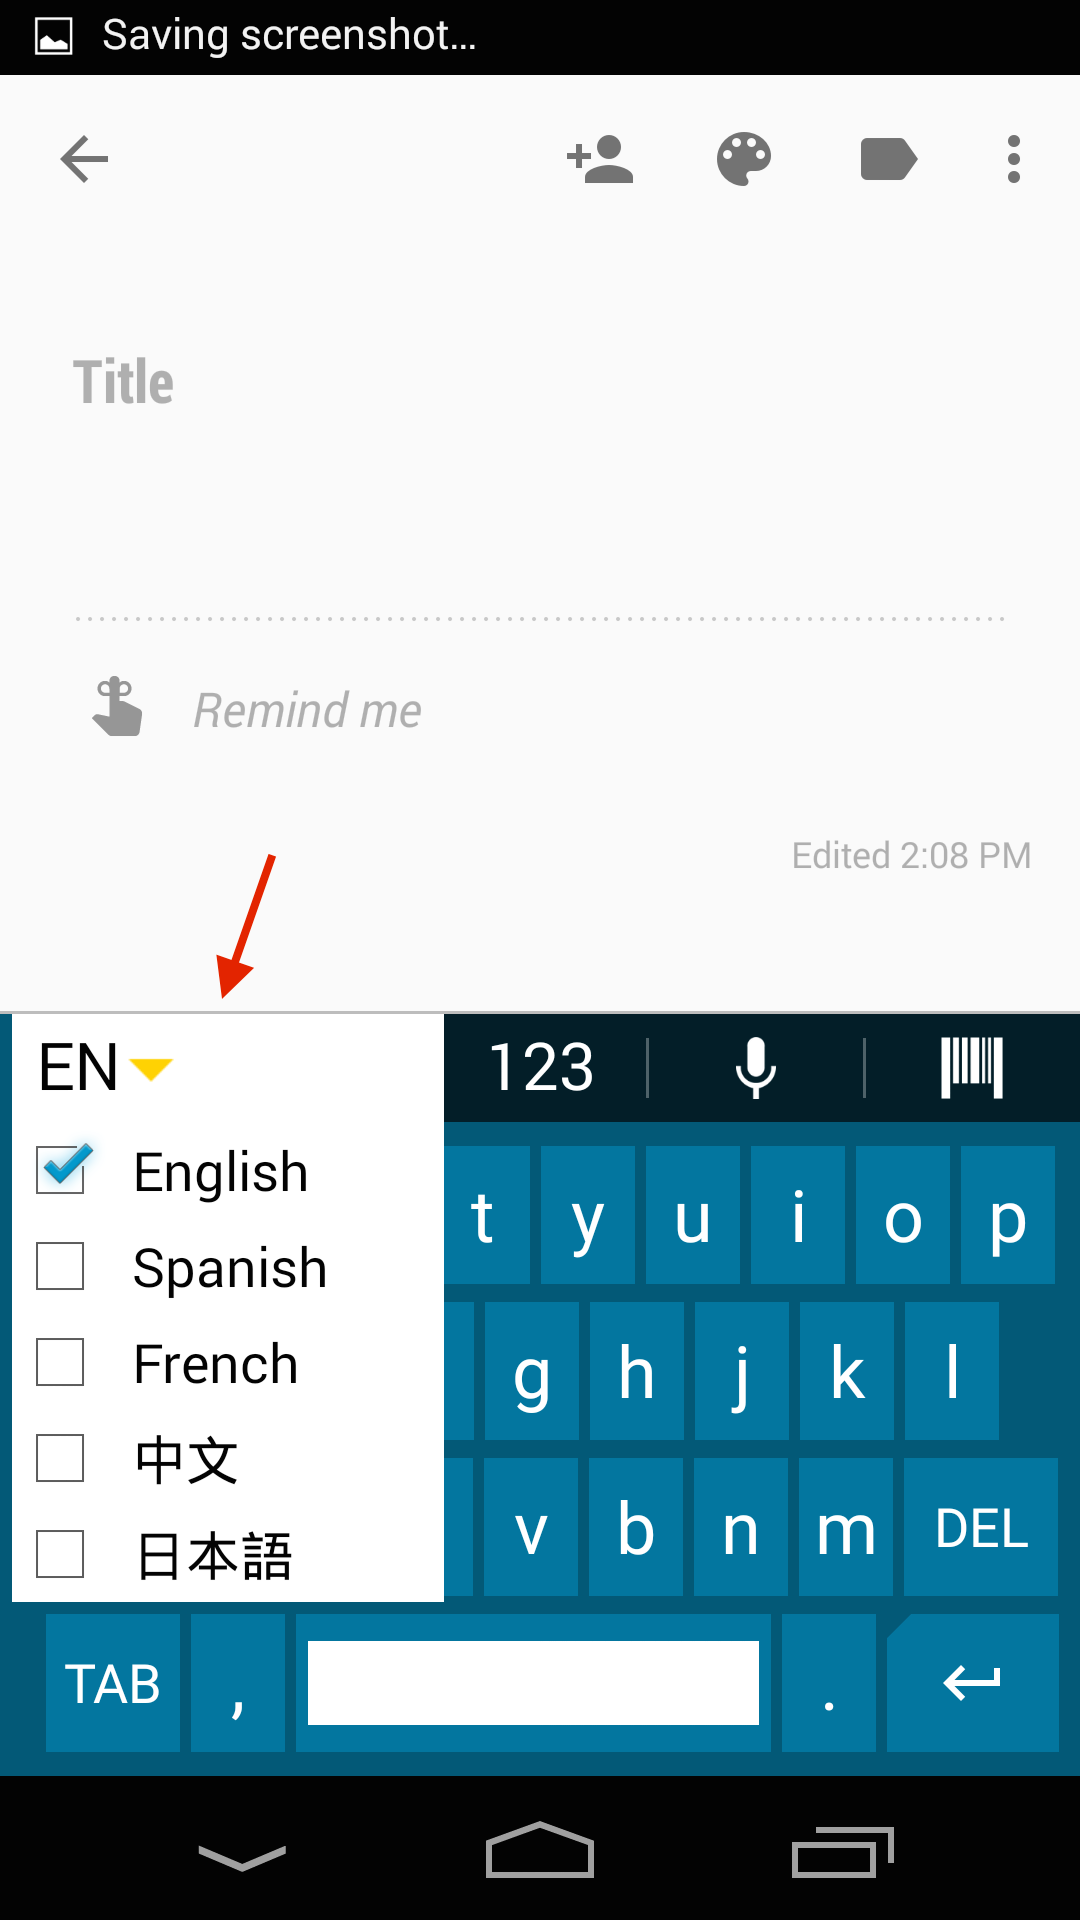 Saving screenshot...
Title
Remind me
Edited 2:08 PM
EN 123
English
Spanish
French
中文
日本語
t y u i o p
g h j k l
v b n m DEL
TAB , .